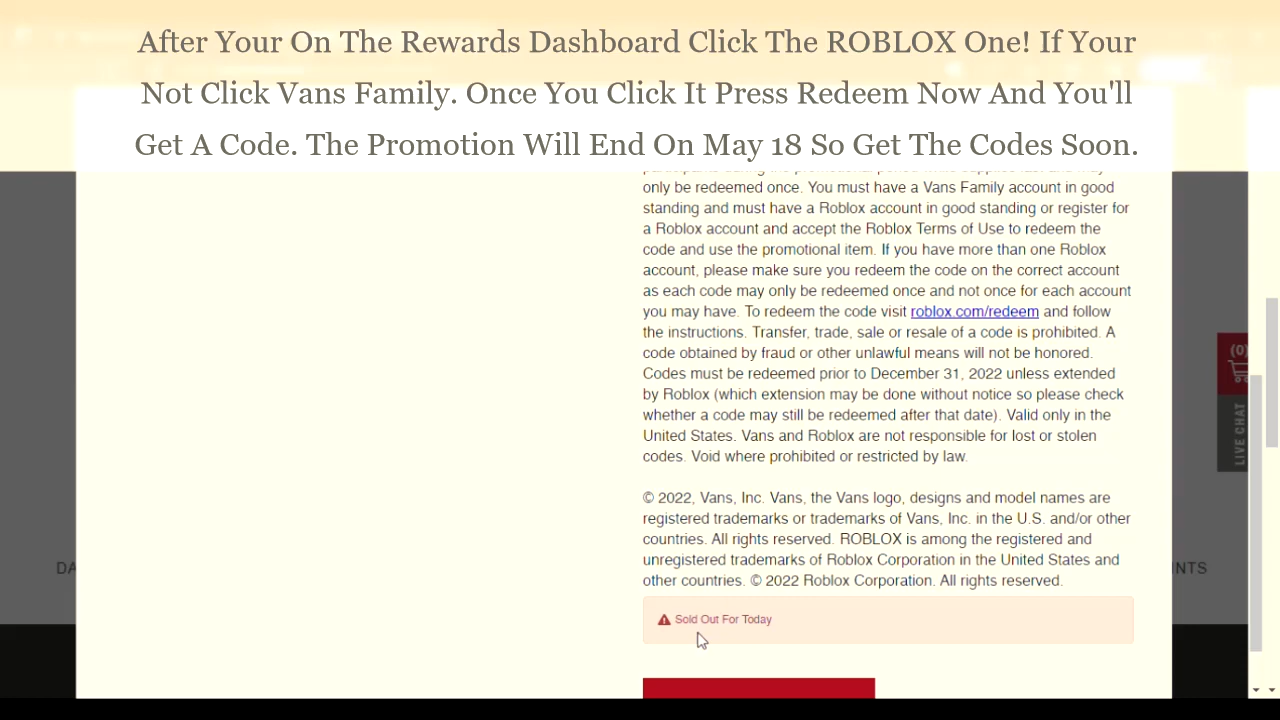 After Your On The Rewards Dashboard Click The ROBLOX One! If Your
Not Click Vans Family. Once You Click It Press Redeem Now And You'll
Get A Code. The Promotion Will End On May 18 So Get The Codes Soon.
only be redeemed once. You must have a Vans Family account in good
standing and must have a Roblox account in good standing or register for
a Roblox account and accept the Roblox Terms of Use to redeem the
code and use the promotional item. If you have more than one Roblox
account, please make sure you redeem the code on the correct account
as each code may only be redeemed once and not once for each account
you may have. To redeem the code visit roblox.com/redeem and follow
the instructions. Transfer, trade, sale or resale of a code is prohibited. A
code obtained by fraud or other unlawful means will not be honored.
Codes must be redeemed prior to December 31, 2022 unless extended
by Roblox (which extension may be done without notice so please check
whether a code may still be redeemed after that date). Valid only in the
United States. Vans and Roblox are not responsible for lost or stolen
codes. Void where prohibited or restricted by law.
© 2022, Vans, Inc. Vans, the Vans logo, designs and model names are
registered trademarks or trademarks of Vans, Inc. in the U.S. and/or other
countries. All rights reserved. ROBLOX is among the registered and
unregistered trademarks of Roblox Corporation in the United States and
other countries. © 2022 Roblox Corporation. All rights reserved.
Sold Out For Today
(0)
LIVE CHAT
DA
INTS